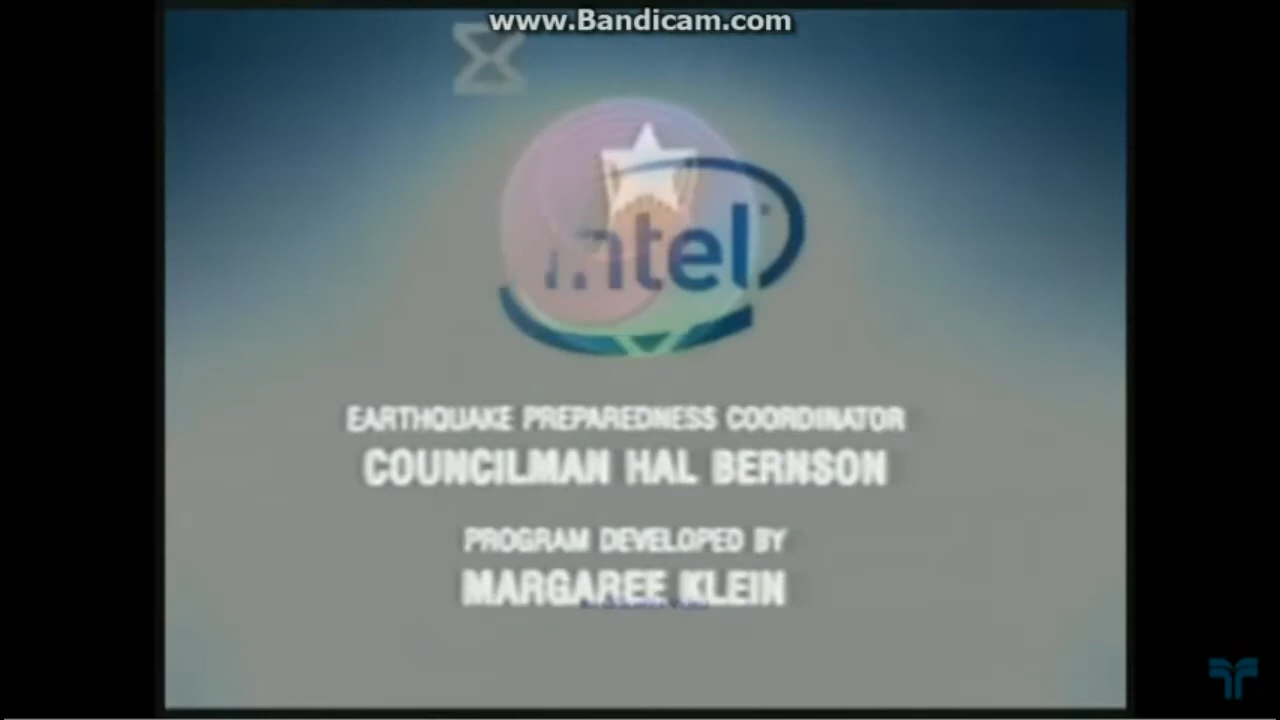 www.Bandicam.com
intel
EARTHQUAKE PREPAREDNESS COORDINATOR
COUNCILMAN HAL BERNSON
PROGRAM DEVELOPED BY
MARGAREE KLEIN